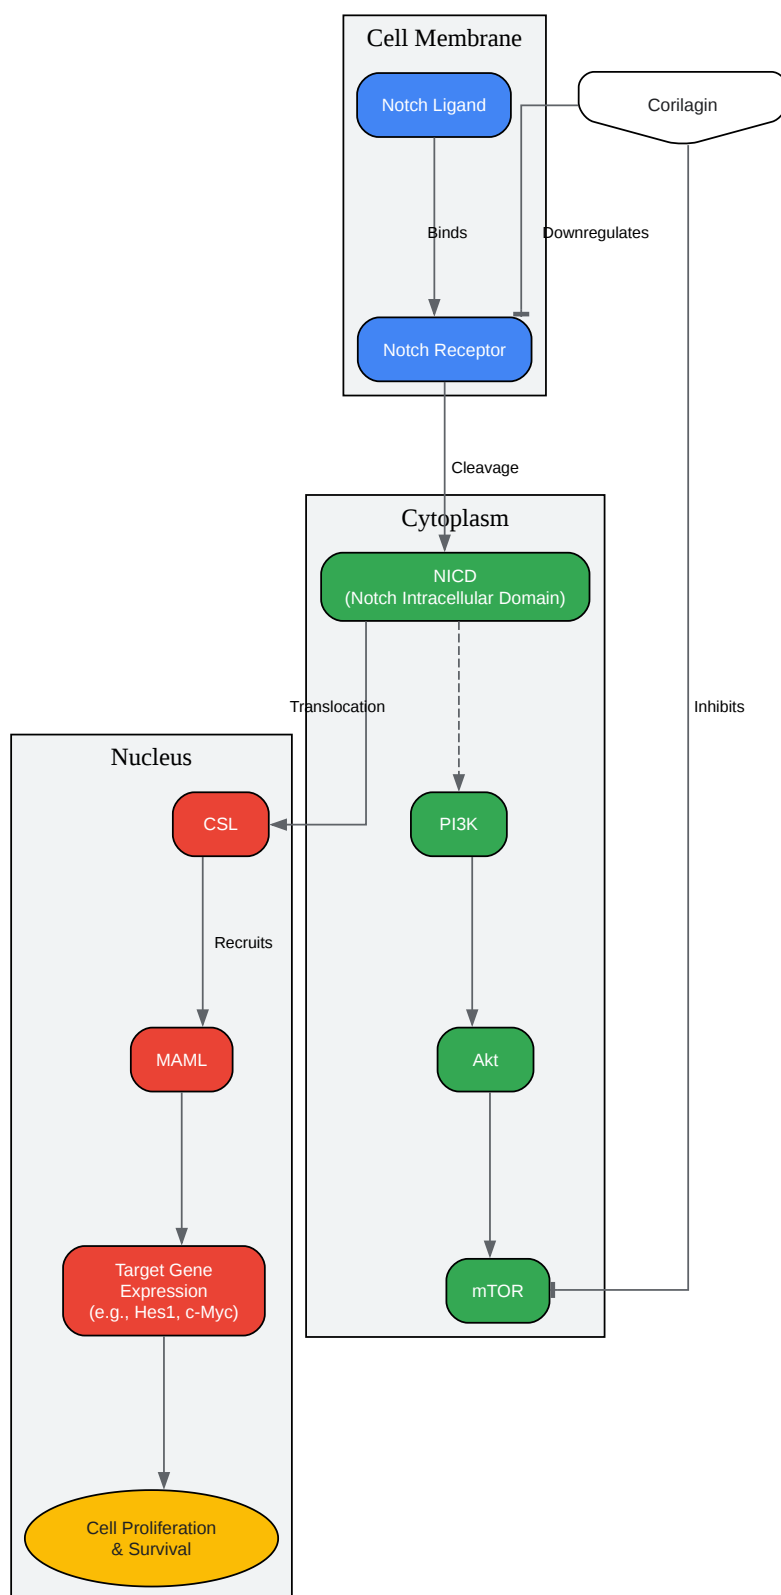 Cell Membrane
Notch Ligand
Corilagin
Binds
Downregulates
Notch Receptor
Cleavage
Cytoplasm
NICD
(Notch Intracellular Domain)
Translocation
Inhibits
Nucleus
CSL
PI3K
Recruits
MAML
Akt
Target Gene
Expression
(e.g., Hes1, c-Myc)
mTOR
Cell Proliferation
& Survival